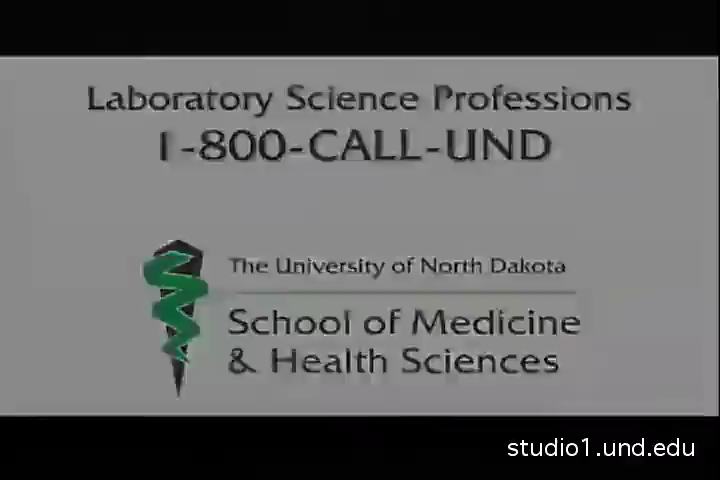 Laboratory Science Professions
1-800-CALL-UND
The University of North Dakota
School of Medicine
& Health Sciences
studio1.und.edu